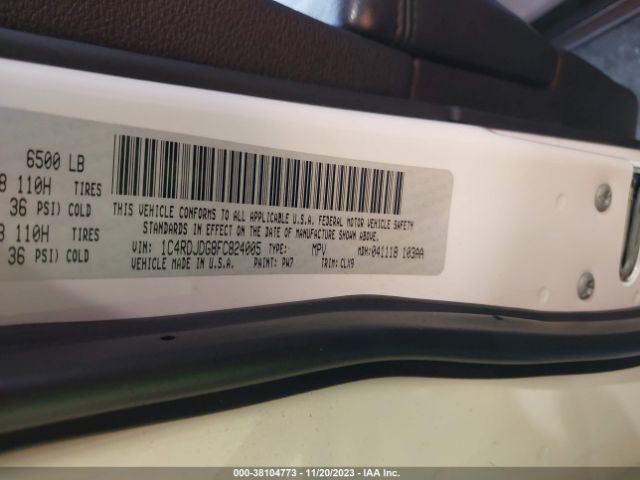 6500 LB
8 110H TIRES
36 PSI) COLD
3 110H TIRES
36 PSI) COLD
THIS VEHICLE CONFORMS TO ALL APPLICABLE U.S.A. FEDERAL MOTOR VEHICLE SAFETY
STANDARDS IN EFFECT ON THE DATE OF MANUFACTURE SHOWN ABOVE.
VIN: 1C4RDJDG8FC824005 TYPE: MPV MDH: 041118 103AA
VEHICLE MADE IN U.S.A. PAINT: PW7 TRIM: CLX9
000-38104773 - 11/20/2023 - IAA Inc.